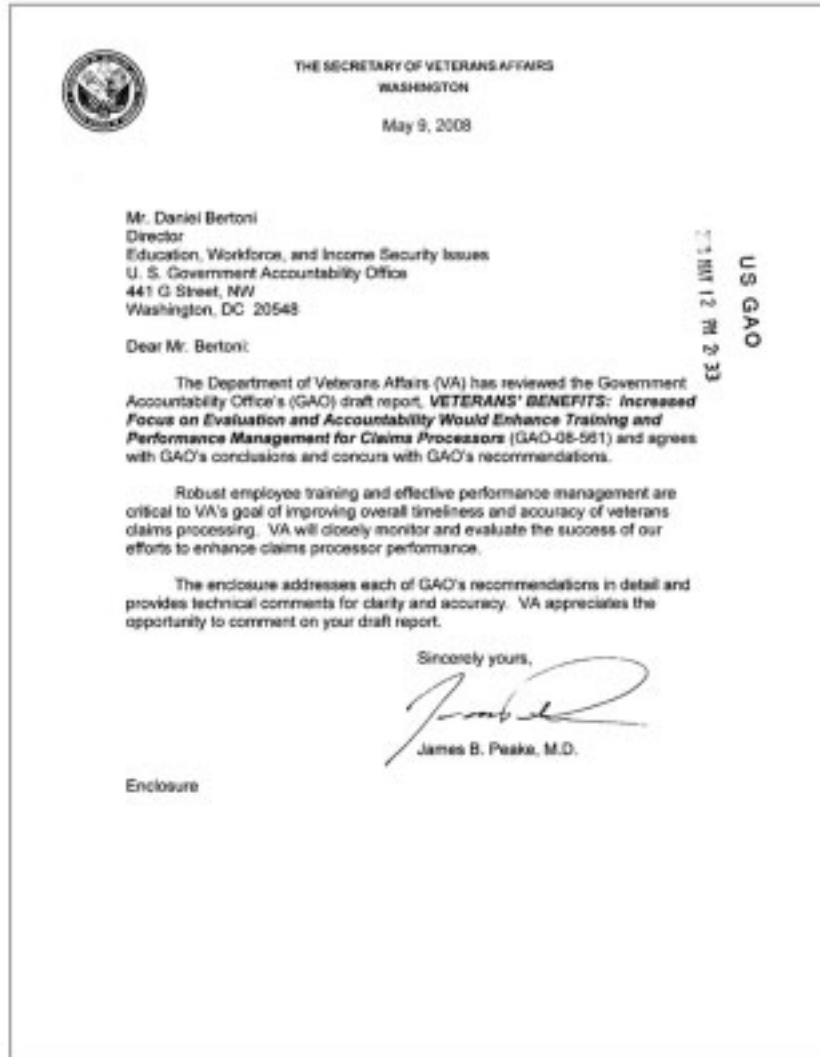 THE SECRETARY OF VETERANS AFFAIRS
WASHINGTON
May 9, 2008
Mr. Daniel Bertoni
Director
Education, Workforce, and Income Security Issues
U. S. Government Accountability Office
441 G Street, NW
Washington, DC 20548
Dear Mr. Bertoni:
The Department of Veterans Affairs (VA) has reviewed the Government
Accountability Office's (GAO) draft report, VETERANS' BENEFITS: Increased
Focus on Evaluation and Accountability Would Enhance Training and
Performance Management for Claims Processors (GAO-08-561) and agrees
with GAO's conclusions and concurs with GAO's recommendations.
Robust employee training and effective performance management are
critical to VA's goal of improving overall timeliness and accuracy of veterans
claims processing. VA will closely monitor and evaluate the success of our
efforts to enhance claims processor performance.
The enclosure addresses each of GAO's recommendations in detail and
provides technical comments for clarity and accuracy. VA appreciates the
opportunity to comment on your draft report.
Sincerely yours,
James B. Peake, M.D.
Enclosure
US GAO
MAY 12 PM 2:33